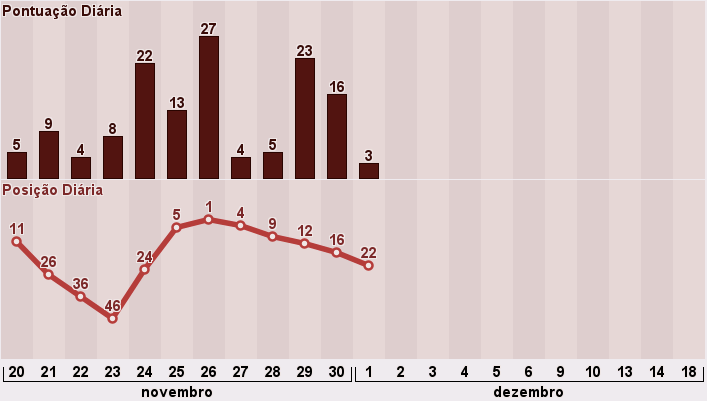 Pontuação Diária
5 9 4 8 22 13 27 4 5 23 16 3
Posição Diária
11 26 36 46 24 5 1 4 9 12 16 22
20 21 22 23 24 25 26 27 28 29 30 1 2 3 4 5 6 9 10 13 14 18
novembro dezembro